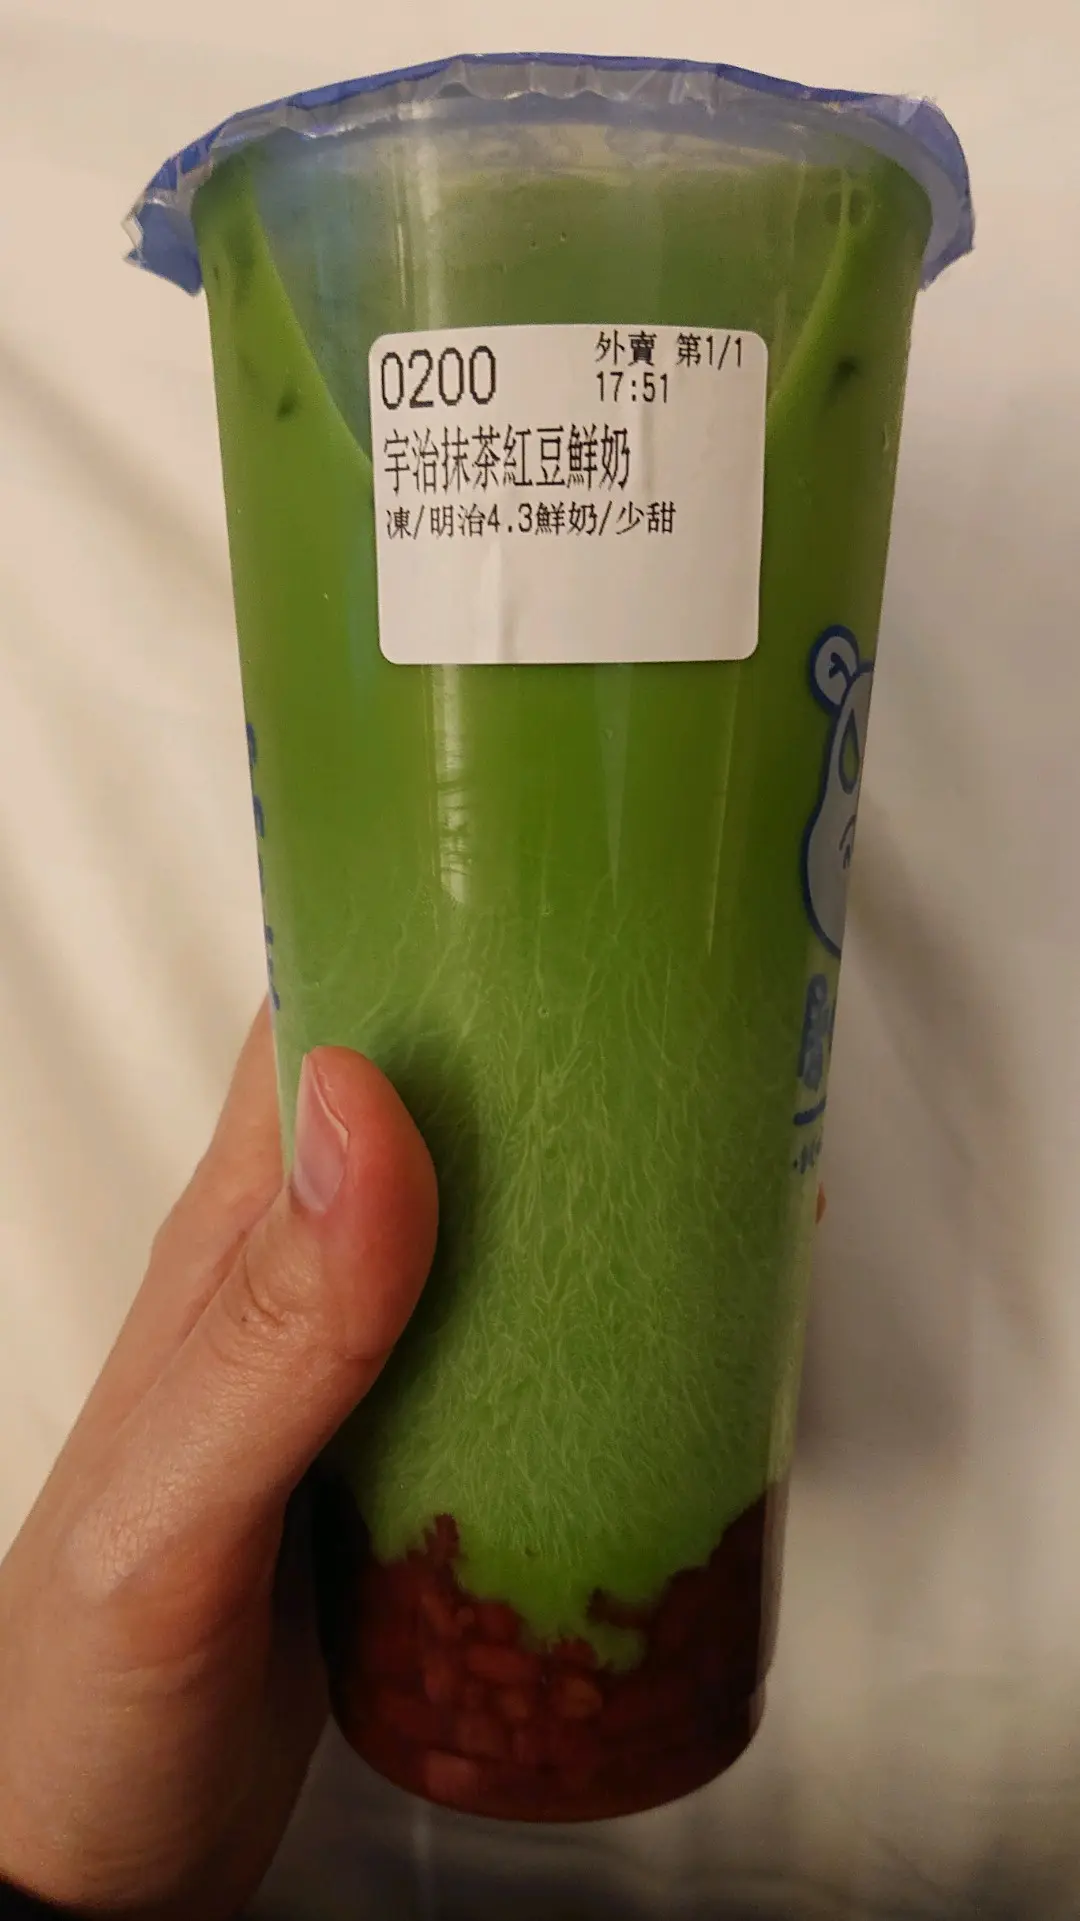 0200
外賣 第1/1
17:51
宇治抹茶紅豆鮮奶
凍/明治4.3鮮奶/少甜